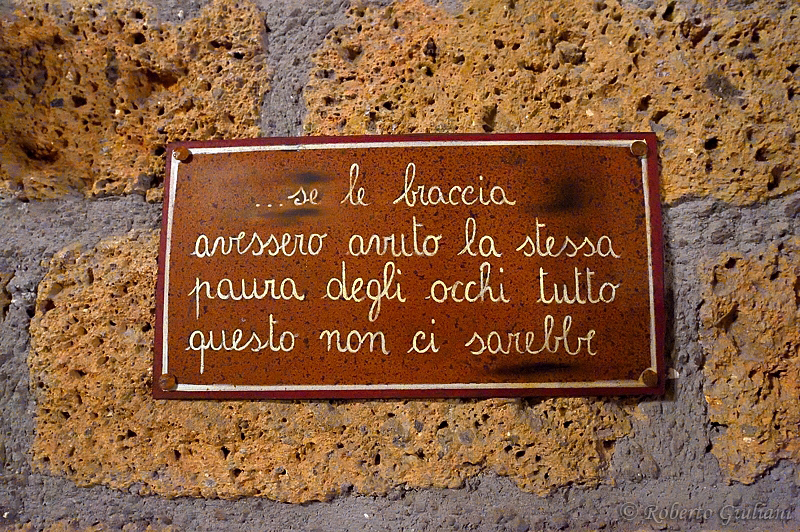 ...se le braccia
avessero avuto la stessa
paura degli occhi tutto
questo non ci sarebbe
© Roberto Giuliani